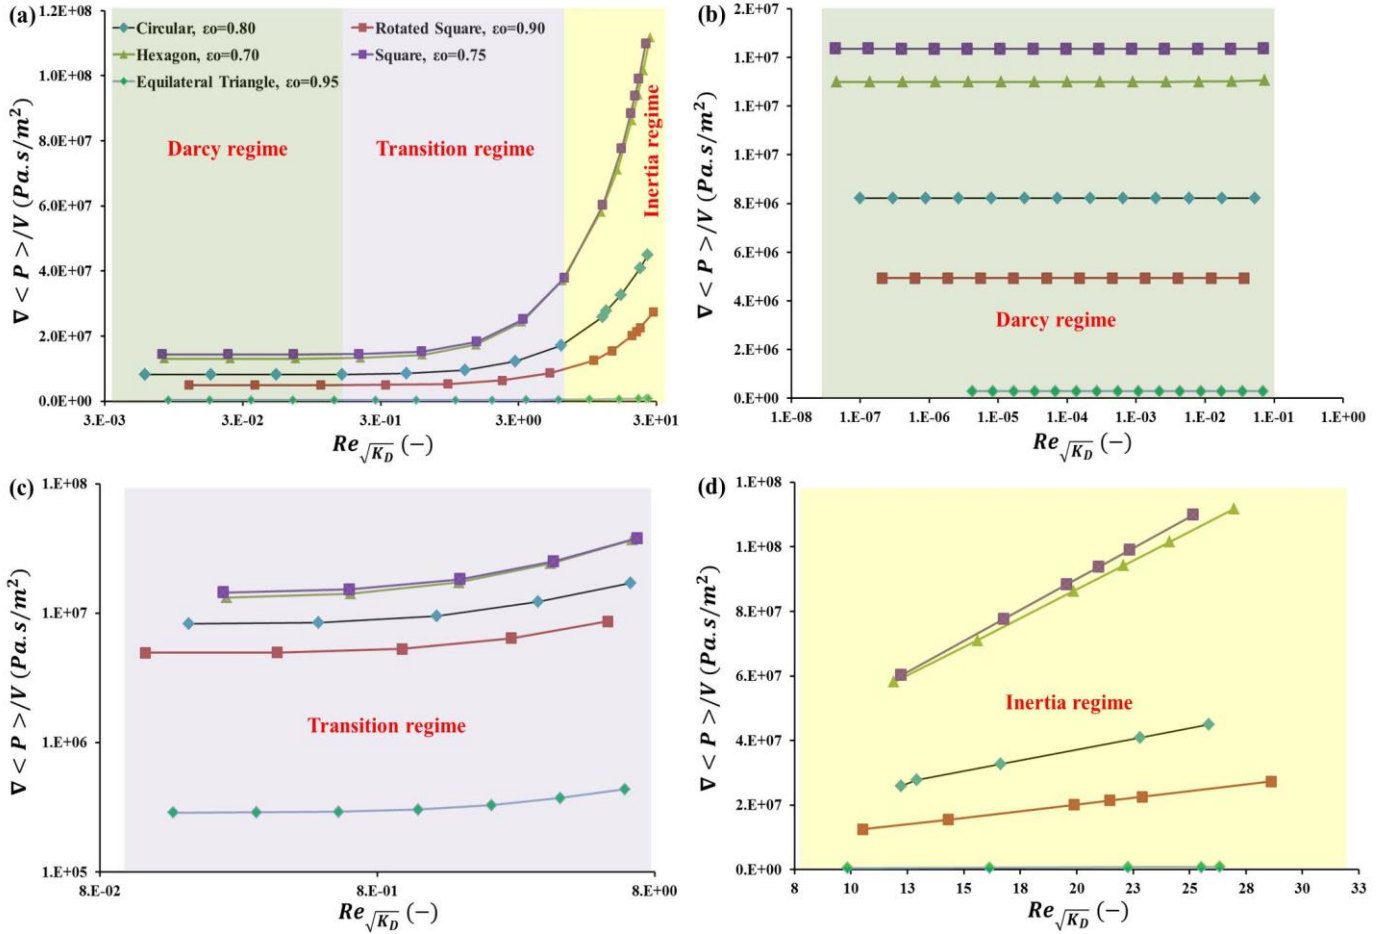 (a)
1.2E+08
1.0E+08
8.0E+07
6.0E+07
4.0E+07
2.0E+07
0.0E+00
∇ < P >/V (Pa.s/m²)
Circular, εo=0.80
Rotated Square, εo=0.90
Hexagon, εo=0.70
Square, εo=0.75
Equilateral Triangle, εo=0.95
Darcy regime
Transition regime
Inertia regime
3.E-03
3.E-02
3.E-01
3.E+00
3.E+01
Re√K_D (−)
(b)
2.E+07
1.E+07
1.E+07
1.E+07
8.E+06
6.E+06
4.E+06
2.E+06
0.E+00
∇ < P >/V (Pa.s/m²)
Darcy regime
1.E-08
1.E-07
1.E-06
1.E-05
1.E-04
1.E-03
1.E-02
1.E-01
1.E+00
Re√K_D (−)
(c)
1.E+08
1.E+07
1.E+06
1.E+05
∇ < P >/V (Pa.s/m²)
Transition regime
8.E-02
8.E-01
8.E+00
Re√K_D (−)
(d)
1.E+08
1.E+08
8.E+07
6.E+07
4.E+07
2.E+07
0.E+00
∇ < P >/V (Pa.s/m²)
Inertia regime
8
10
13
15
18
20
23
25
28
30
33
Re√K_D (−)